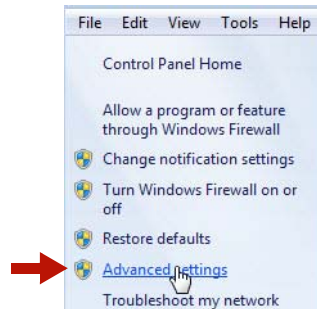 File Edit View Tools Help
Control Panel Home
Allow a program or feature
through Windows Firewall
Change notification settings
Turn Windows Firewall on or
off
Restore defaults
Advanced settings
Troubleshoot my network